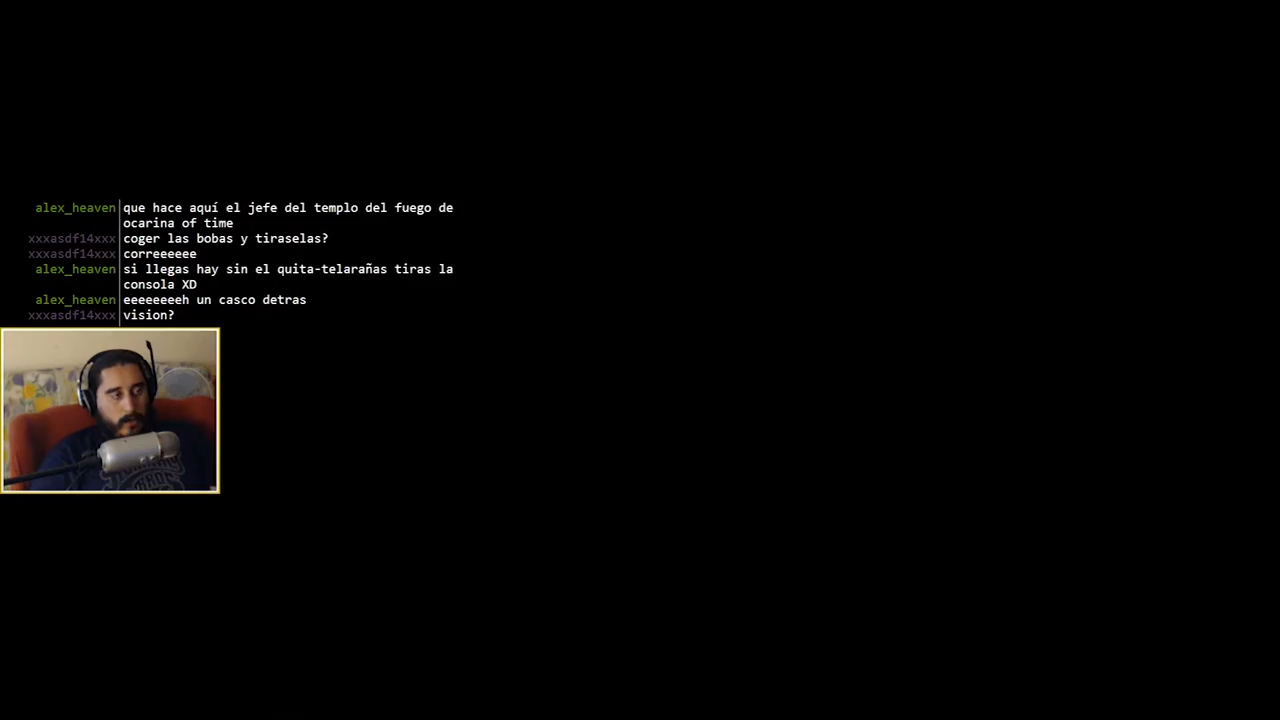 alex_heaven que hace aquí el jefe del templo del fuego de
ocarina of time
xxxasdf14xxx coger las bobas y tiraselas?
xxxasdf14xxx correeeeee
alex_heaven si llegas hay sin el quita-telarañas tiras la
consola XD
alex_heaven eeeeeeeeh un casco detras
xxxasdf14xxx vision?